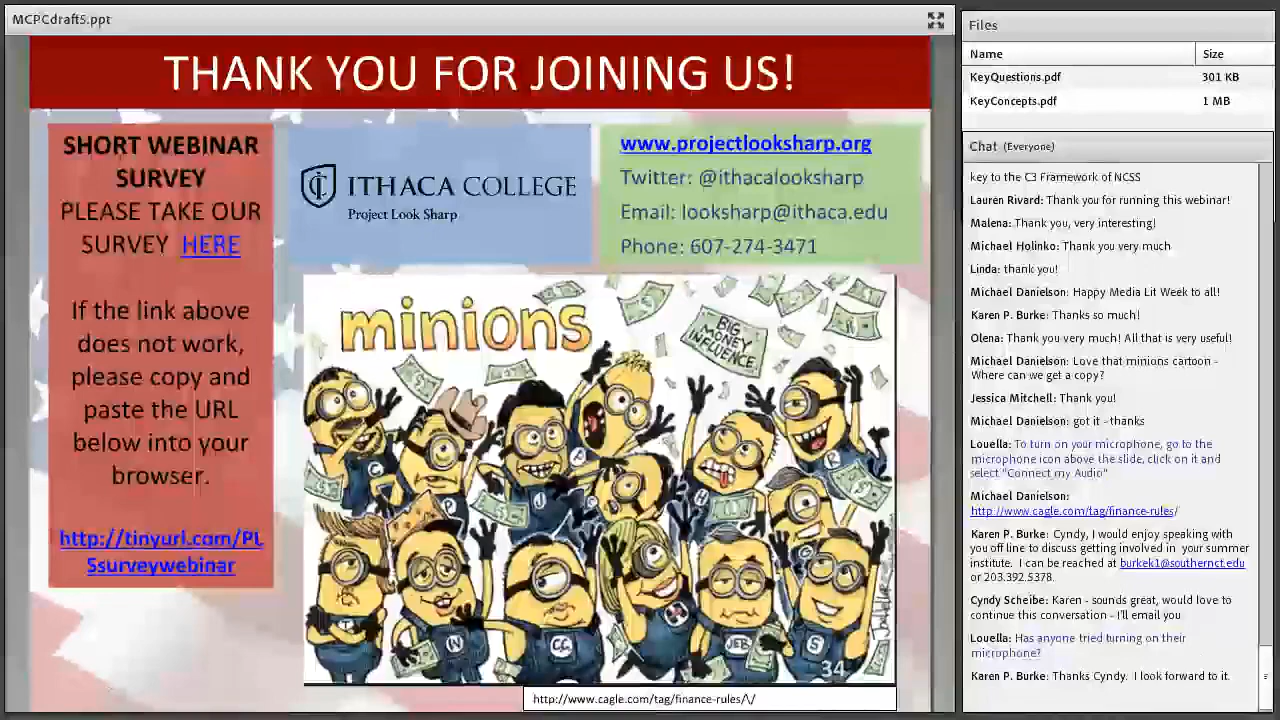 MCPCdraft5.ppt
THANK YOU FOR JOINING US!
SHORT WEBINAR
SURVEY
PLEASE TAKE OUR
SURVEY HERE
If the link above
does not work,
please copy and
paste the URL
below into your
browser.
http://tinyurl.com/PL
Ssurveywebinar
ITHACA COLLEGE
Project Look Sharp
www.projectlooksharp.org
Twitter: @ithacalooksharp
Email: looksharp@ithaca.edu
Phone: 607-274-3471
minions
BIG
MONEY
INFLUENCE
C
P
J
H
R
W
CC
JEB
S
34
http://www.cagle.com/tag/finance-rules/\/
Files
Name Size
KeyQuestions.pdf 301 KB
KeyConcepts.pdf 1 MB
Chat (Everyone)
key to the C3 Framework of NCSS
Lauren Rivard: Thank you for running this webinar!
Malena: Thank you, very interesting!
Michael Holinko: Thank you very much
Linda: thank you!
Michael Danielson: Happy Media Lit Week to all!
Karen P. Burke: Thanks so much!
Olena: Thank you very much! All that is very useful!
Michael Danielson: Love that minions cartoon -
Where can we get a copy?
Jessica Mitchell: Thank you!
Michael Danielson: got it - thanks
Louella: To turn on your microphone, go to the
microphone icon above the slide, click on it and
select "Connect my Audio"
Michael Danielson:
http://www.cagle.com/tag/finance-rules/
Karen P. Burke: Cyndy, I would enjoy speaking with
you off line to discuss getting involved in your summer
institute. I can be reached at burkek1@southernct.edu
or 203.392.5378.
Cyndy Scheibe: Karen - sounds great, would love to
continue this conversation - I'll email you
Louella: Has anyone tried turning on their
microphone?
Karen P. Burke: Thanks Cyndy. I look forward to it.